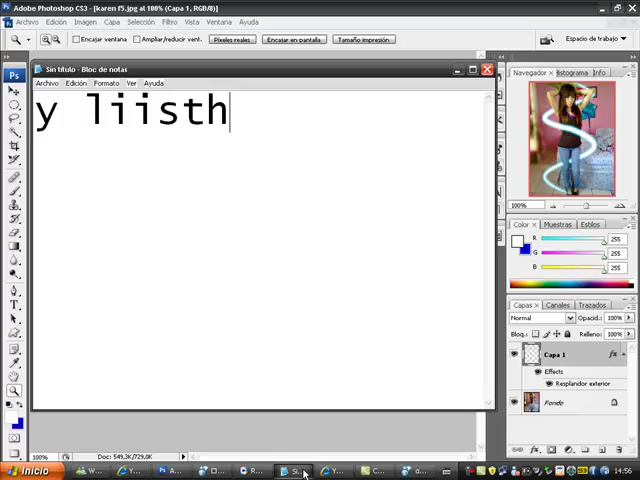 Adobe Photoshop CS3 - [karen f5.jpg al 100% (Capa 1, RGB/8)]
Archivo Edición Imagen Capa Selección Filtro Vista Ventana Ayuda
Encajar ventana Ampliar/reducir vent. Píxeles reales Encajar en pantalla Tamaño impresión Espacio de trabajo
Ps
Sin título - Bloc de notas
Archivo Edición Formato Ver Ayuda
y liisth
Navegador Histograma Info
100%
Color Muestras Estilos
R 255
G 255
B 255
Capas Canales Trazados
Normal Opacid.: 100%
Bloq.: Relleno: 100%
Capa 1 fx
Effects
Resplandor exterior
Fondo
100% Doc: 549,3K/729,0K
Inicio W... Y... A... R... Si... Y... C... 14:56